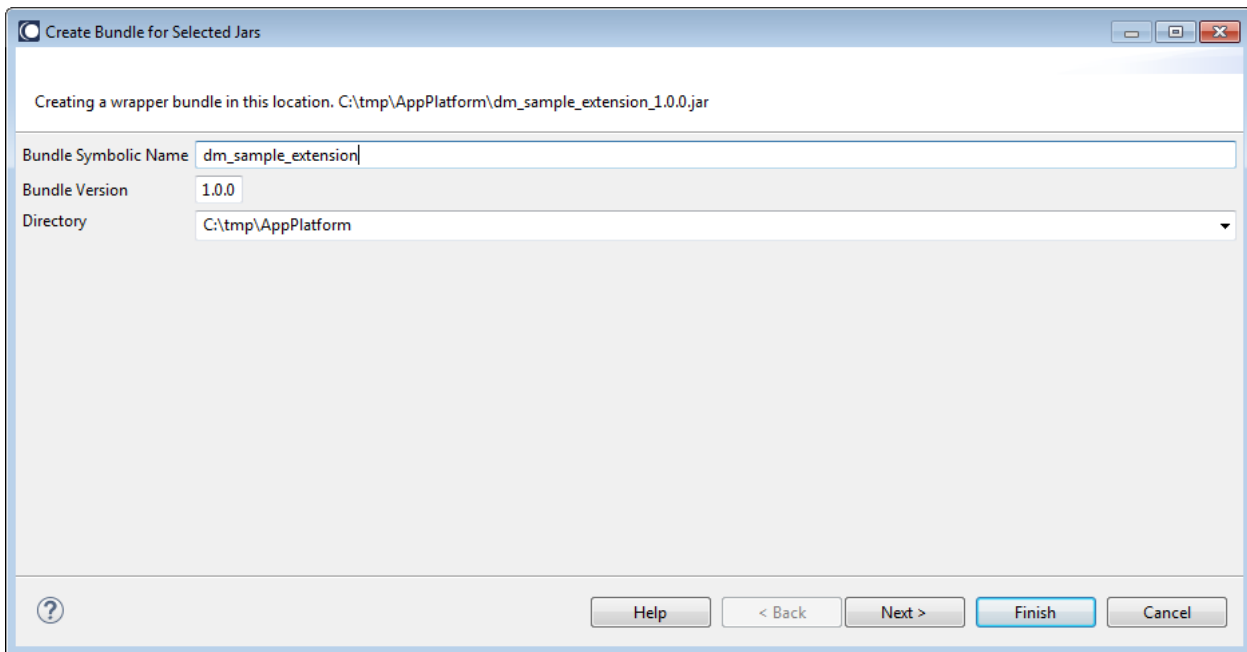 Create Bundle for Selected Jars
Creating a wrapper bundle in this location. C:\tmp\AppPlatform\dm_sample_extension_1.0.0.jar
Bundle Symbolic Name dm_sample_extension
Bundle Version 1.0.0
Directory C:\tmp\AppPlatform
? Help < Back Next > Finish Cancel